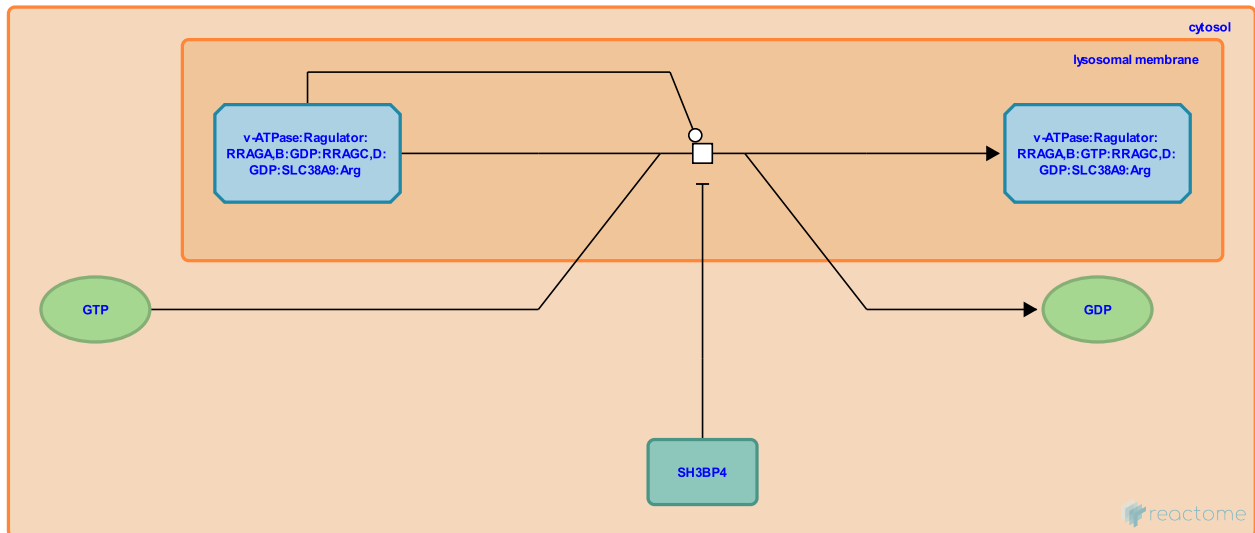 cytosol
lysosomal membrane
v-ATPase:Ragulator:
RRAGA,B:GDP:RRAGC,D:
GDP:SLC38A9:Arg
v-ATPase:Ragulator:
RRAGA,B:GTP:RRAGC,D:
GDP:SLC38A9:Arg
GTP
GDP
SH3BP4
reactome